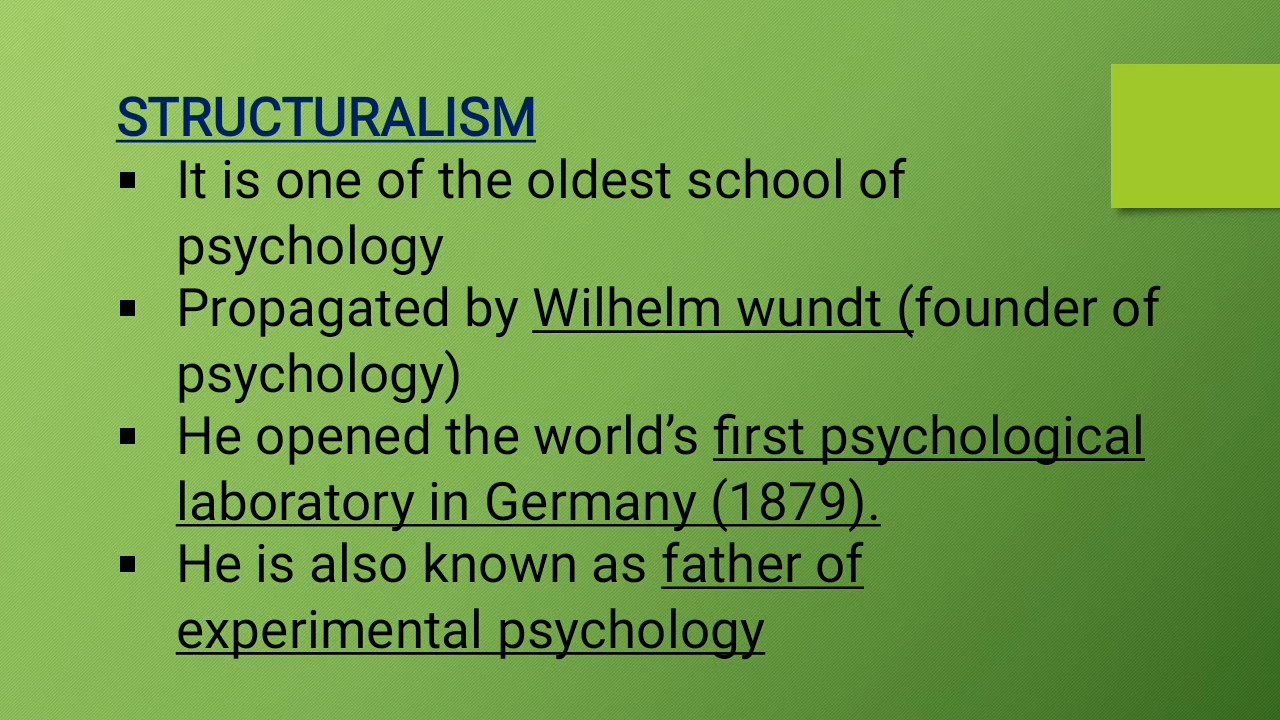 STRUCTURALISM
▪ It is one of the oldest school of
psychology
▪ Propagated by Wilhelm wundt (founder of
psychology)
▪ He opened the world’s first psychological
laboratory in Germany (1879).
▪ He is also known as father of
experimental psychology